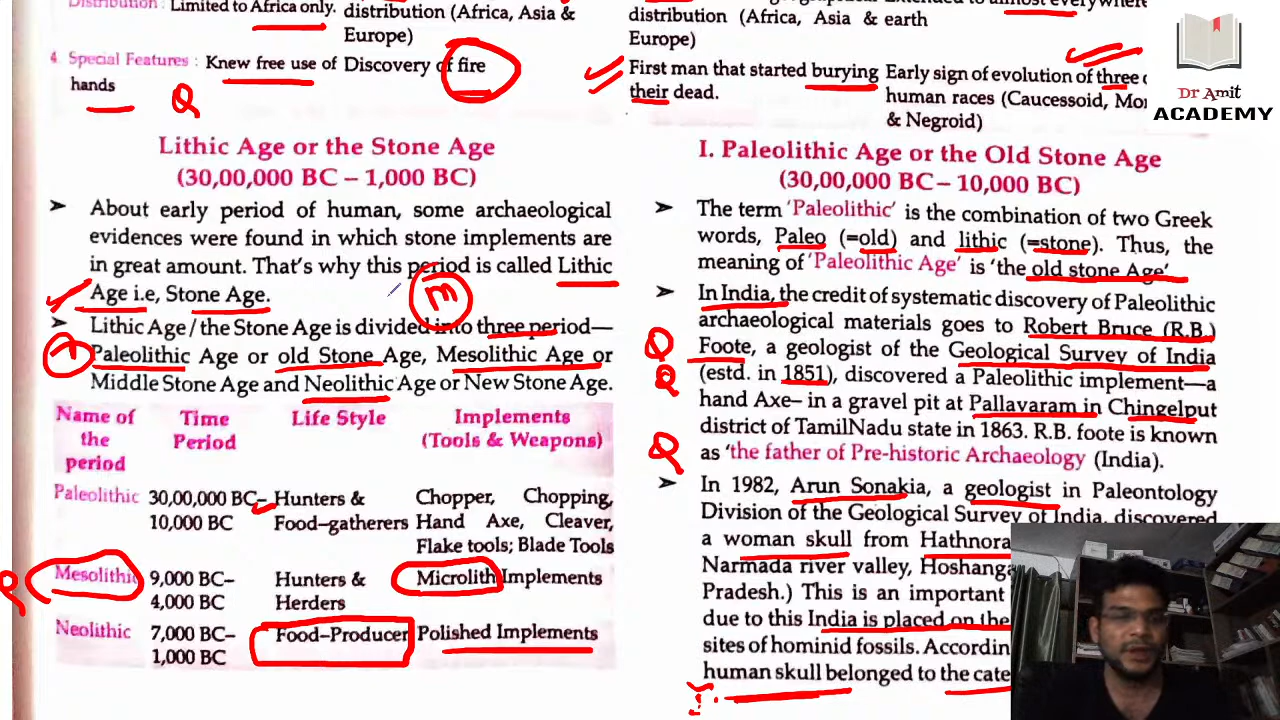 Distribution : Limited to Africa only.
distribution (Africa, Asia &
Europe)
distribution (Africa, Asia &
Europe)
Extended to almost everywhere
earth
4. Special Features : Knew free use of
hands
Discovery of fire
First man that started burying
their dead.
Early sign of evolution of three
human races (Caucessoid, Mo
& Negroid)
Q
Dr Amit
ACADEMY
Lithic Age or the Stone Age
(30,00,000 BC – 1,000 BC)
➤ About early period of human, some archaeological
evidences were found in which stone implements are
in great amount. That's why this period is called Lithic
Age i.e, Stone Age.
m
➤ Lithic Age/the Stone Age is divided into three period—
Paleolithic Age or old Stone Age, Mesolithic Age or
Middle Stone Age and Neolithic Age or New Stone Age.
Name of the period
Time Period
Life Style
Implements (Tools & Weapons)
Paleolithic
30,00,000 BC–
10,000 BC
Hunters &
Food–gatherers
Chopper, Chopping,
Hand Axe, Cleaver,
Flake tools; Blade Tools
Q
Mesolithic
9,000 BC–
4,000 BC
Hunters &
Herders
Microlith Implements
Neolithic
7,000 BC–
1,000 BC
Food–Producer
Polished Implements
I. Paleolithic Age or the Old Stone Age
(30,00,000 BC – 10,000 BC)
➤ The term 'Paleolithic' is the combination of two Greek
words, Paleo (=old) and lithic (=stone). Thus, the
meaning of 'Paleolithic Age' is 'the old stone Age'.
➤ In India, the credit of systematic discovery of Paleolithic
archaeological materials goes to Robert Bruce (R.B.)
Q Foote, a geologist of the Geological Survey of India
Q (estd. in 1851), discovered a Paleolithic implement—a
hand Axe– in a gravel pit at Pallavaram in Chingelput
district of TamilNadu state in 1863. R.B. foote is known
Q as 'the father of Pre-historic Archaeology (India).
➤ In 1982, Arun Sonakia, a geologist in Paleontology
Division of the Geological Survey of India, discovered
a woman skull from Hathnora
Narmada river valley, Hoshanga
Pradesh.) This is an important
due to this India is placed on the
sites of hominid fossils. Accordin
human skull belonged to the cate